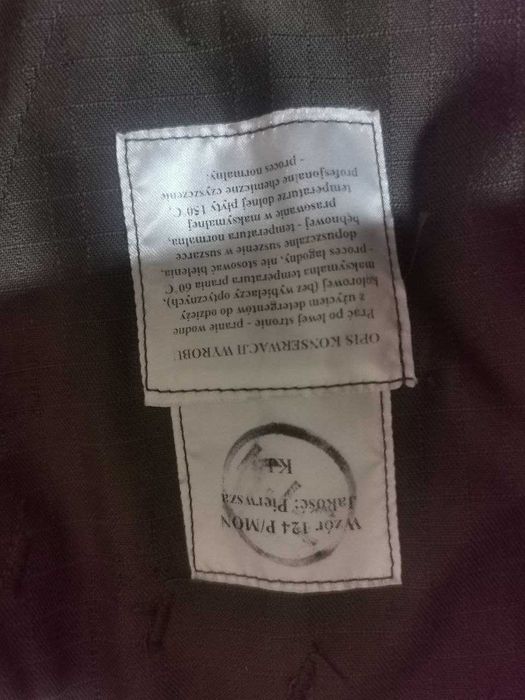 OPIS KONSERWACJI WYROBU
Prać po lewej stronie - pranie wodne
z użyciem detergentów do odzieży
kolorowej (bez wybielaczy optycznych),
maksymalna temperatura prania 60°C
- proces łagodny, nie stosować bielenia,
dopuszczalne suszenie w suszarce
bębnowej - temperatura normalna,
prasowanie w maksymalnej
temperaturze dolnej płyty 150°C,
profesjonalne chemiczne czyszczenie
- proces normalny.
Wzór 124 P/MON
Jakość: Pierwsza